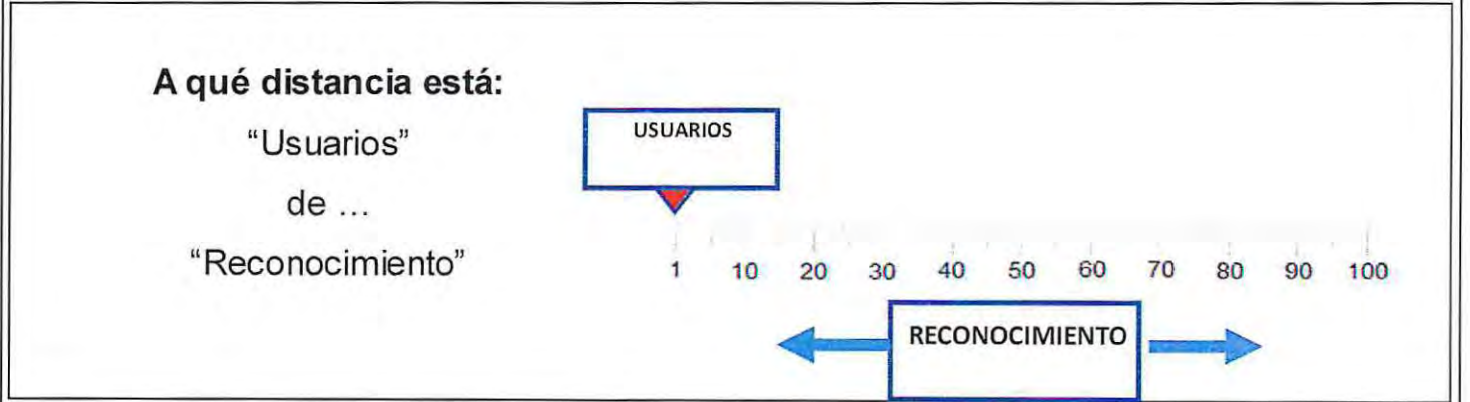 A qué distancia está:
“Usuarios”
de ...
“Reconocimiento”
USUARIOS
1 10 20 30 40 50 60 70 80 90 100
RECONOCIMIENTO